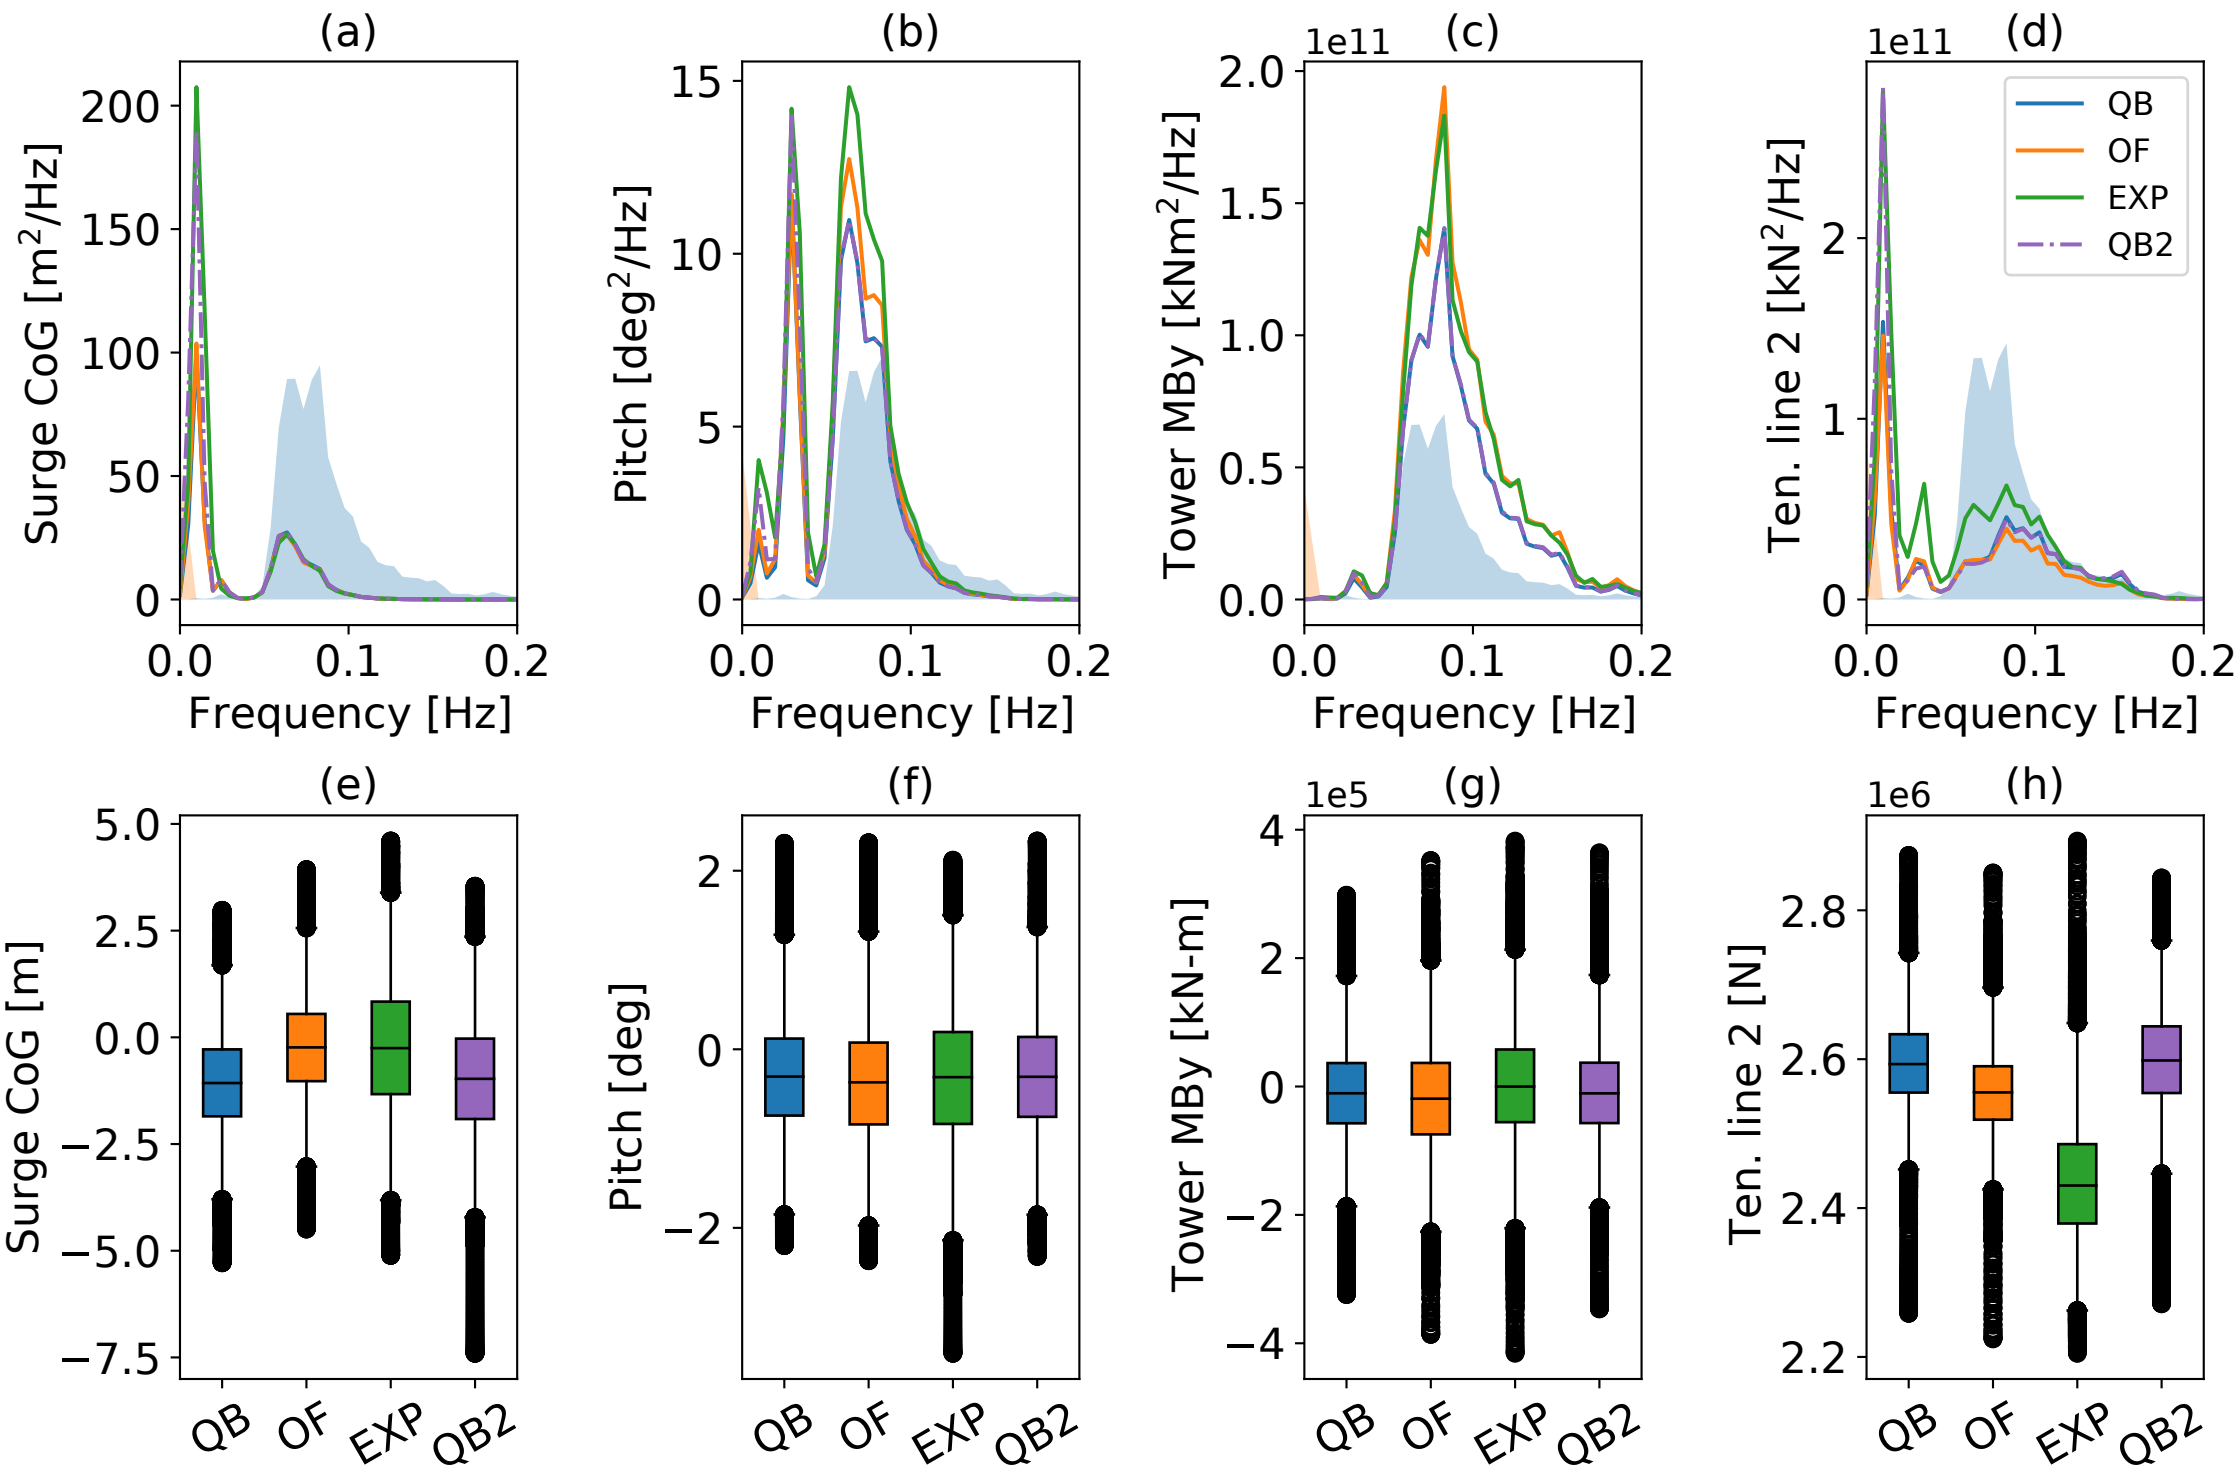 (a)
Surge CoG [m²/Hz]
200
150
100
50
0
0.0 0.1 0.2
Frequency [Hz]
(b)
Pitch [deg²/Hz]
15
10
5
0
0.0 0.1 0.2
Frequency [Hz]
1e11 (c)
Tower MBy [kNm²/Hz]
2.0
1.5
1.0
0.5
0.0
0.0 0.1 0.2
Frequency [Hz]
1e11 (d)
Ten. line 2 [kN²/Hz]
2
1
0
QB
OF
EXP
QB2
0.0 0.1 0.2
Frequency [Hz]
(e)
Surge CoG [m]
5.0
2.5
0.0
−2.5
−5.0
−7.5
QB OF EXP QB2
(f)
Pitch [deg]
2
0
−2
QB OF EXP QB2
1e5 (g)
Tower MBy [kN-m]
4
2
0
−2
−4
QB OF EXP QB2
1e6 (h)
Ten. line 2 [N]
2.8
2.6
2.4
2.2
QB OF EXP QB2